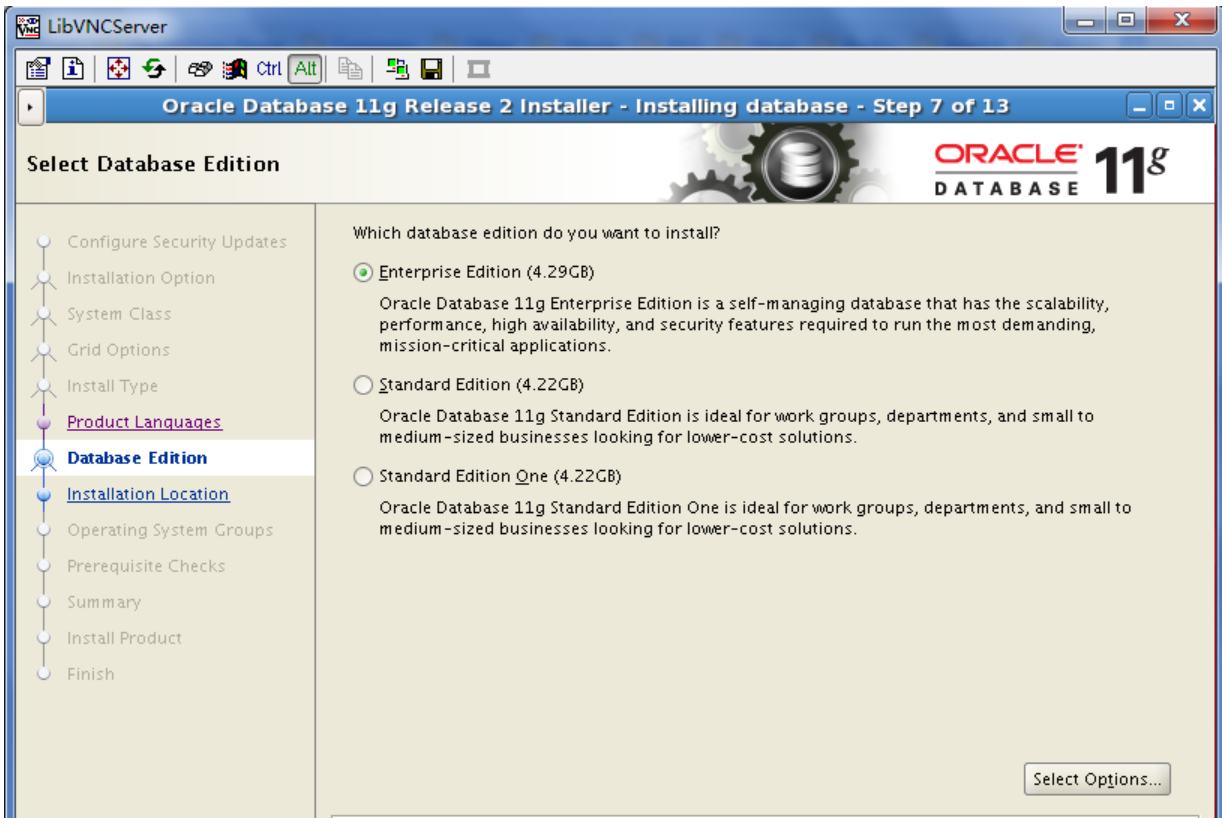 LibVNCServer
Ctrl Alt
Oracle Database 11g Release 2 Installer - Installing database - Step 7 of 13
Select Database Edition
ORACLE 11g
DATABASE
Configure Security Updates
Installation Option
System Class
Grid Options
Install Type
Product Languages
Database Edition
Installation Location
Operating System Groups
Prerequisite Checks
Summary
Install Product
Finish
Which database edition do you want to install?
Enterprise Edition (4.29GB)
Oracle Database 11g Enterprise Edition is a self-managing database that has the scalability,
performance, high availability, and security features required to run the most demanding,
mission-critical applications.
Standard Edition (4.22GB)
Oracle Database 11g Standard Edition is ideal for work groups, departments, and small to
medium-sized businesses looking for lower-cost solutions.
Standard Edition One (4.22GB)
Oracle Database 11g Standard Edition One is ideal for work groups, departments, and small to
medium-sized businesses looking for lower-cost solutions.
Select Options...